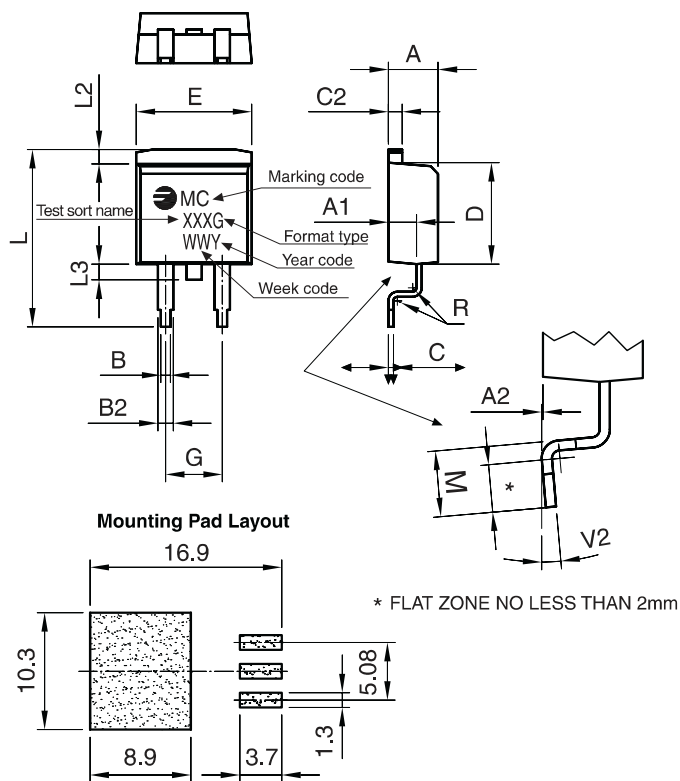 A
C2
L2
E
MC
Marking code
Test sort name
XXXG
Format type
WWY
Year code
Week code
L
L3
A1
D
R
B
C
B2
A2
G
M
*
V2
Mounting Pad Layout
16.9
* FLAT ZONE NO LESS THAN 2mm
10.3
5.08
1.3
8.9
3.7